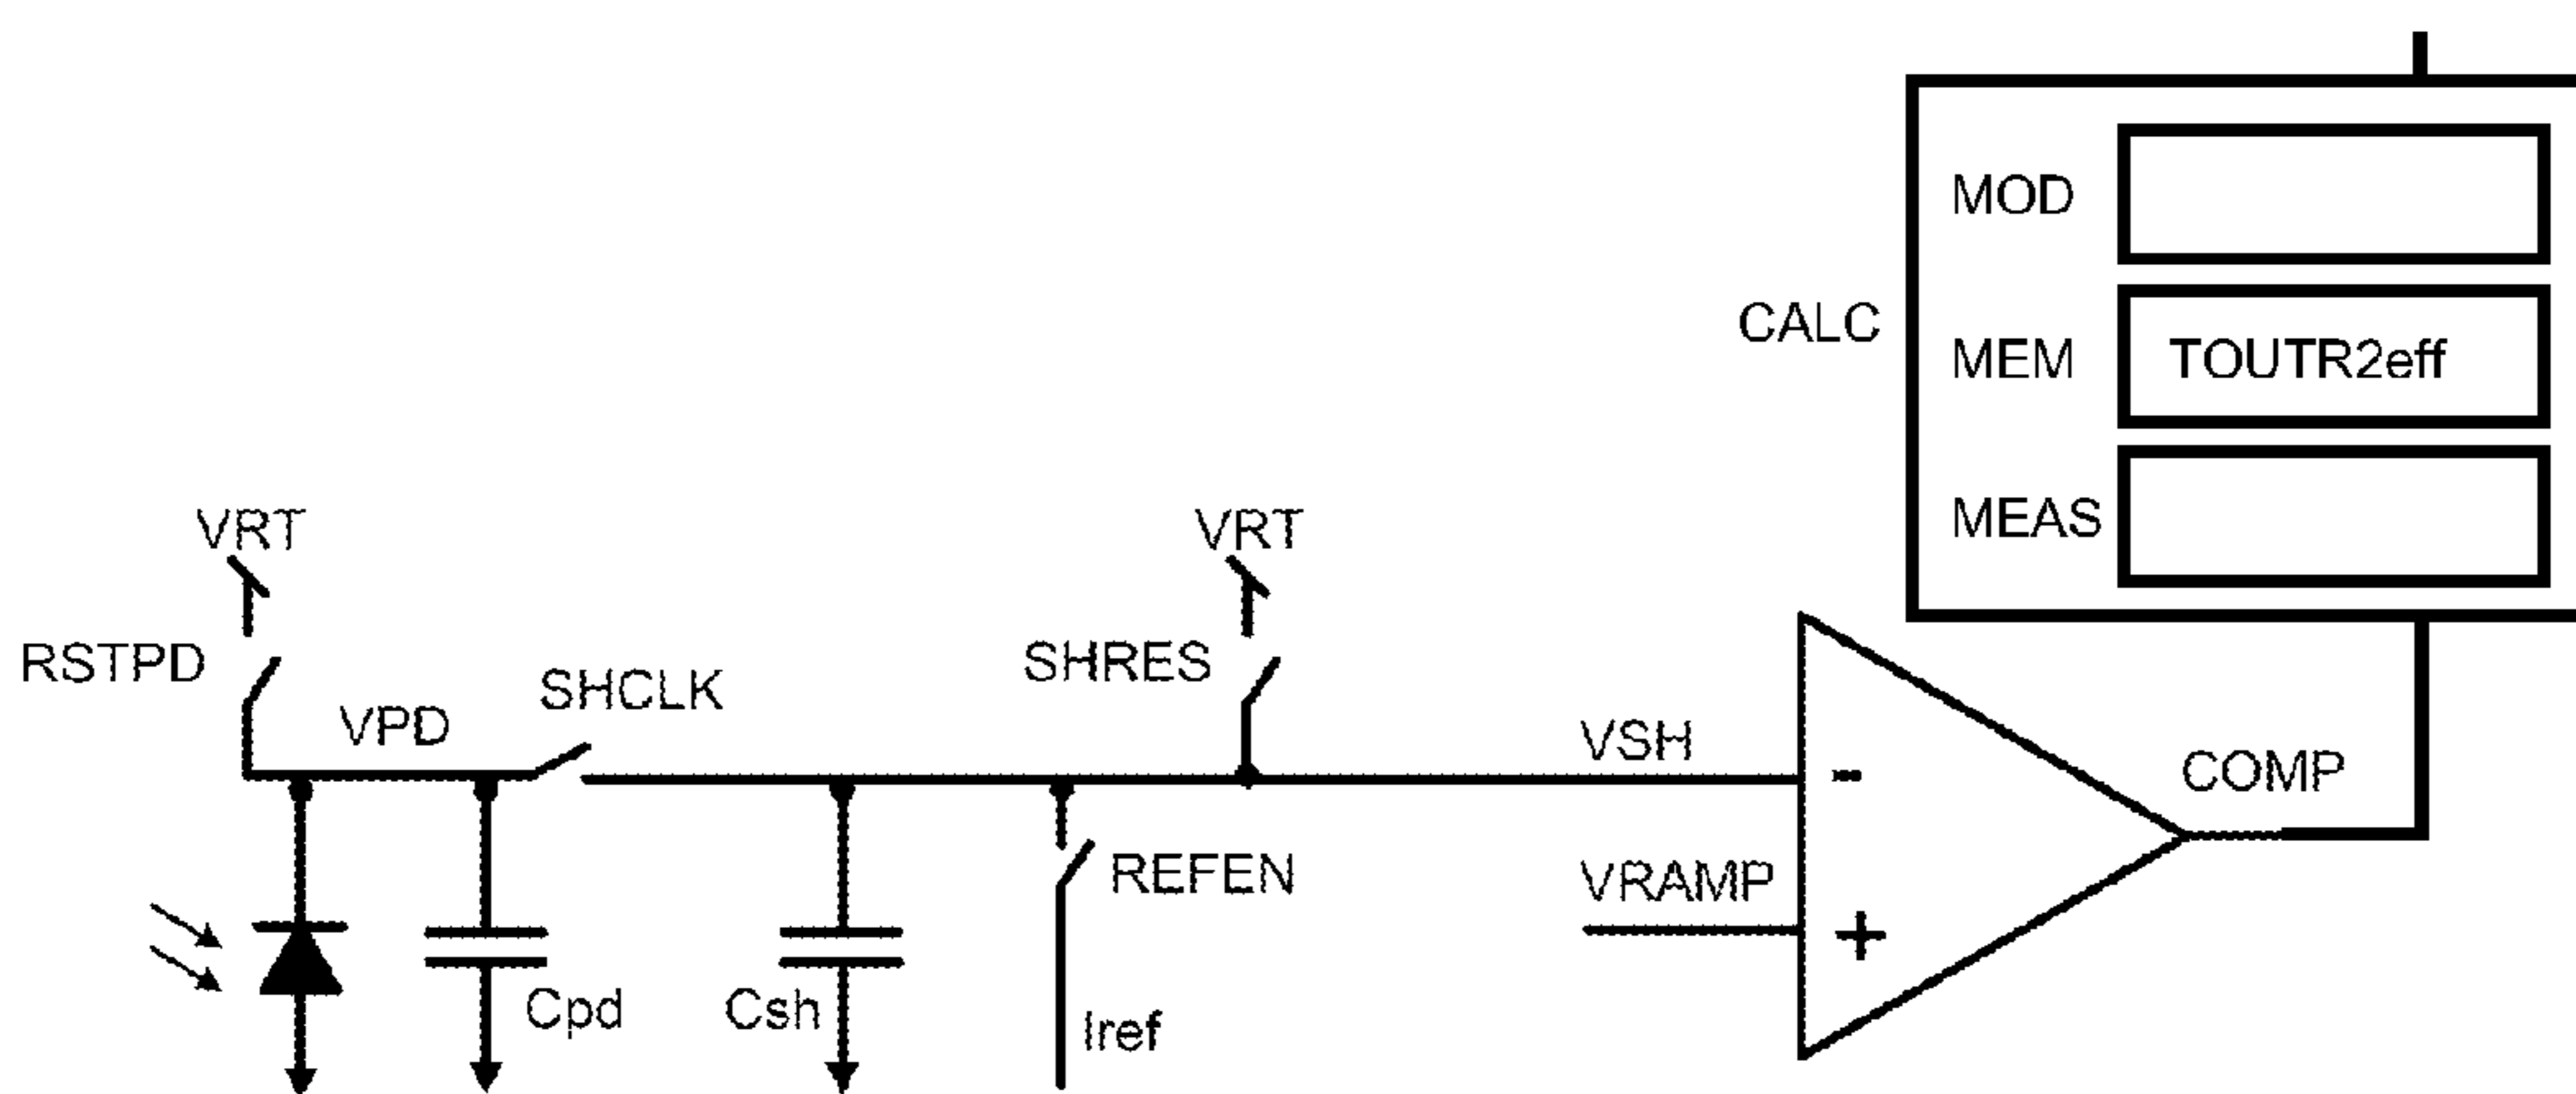 MOD
CALC
MEM
TOUTR2eff
MEAS
VRT
VRT
RSTPD
SHRES
SHCLK
VPD
VSH
-
COMP
REFEN
VRAMP
+
Cpd
Csh
Iref